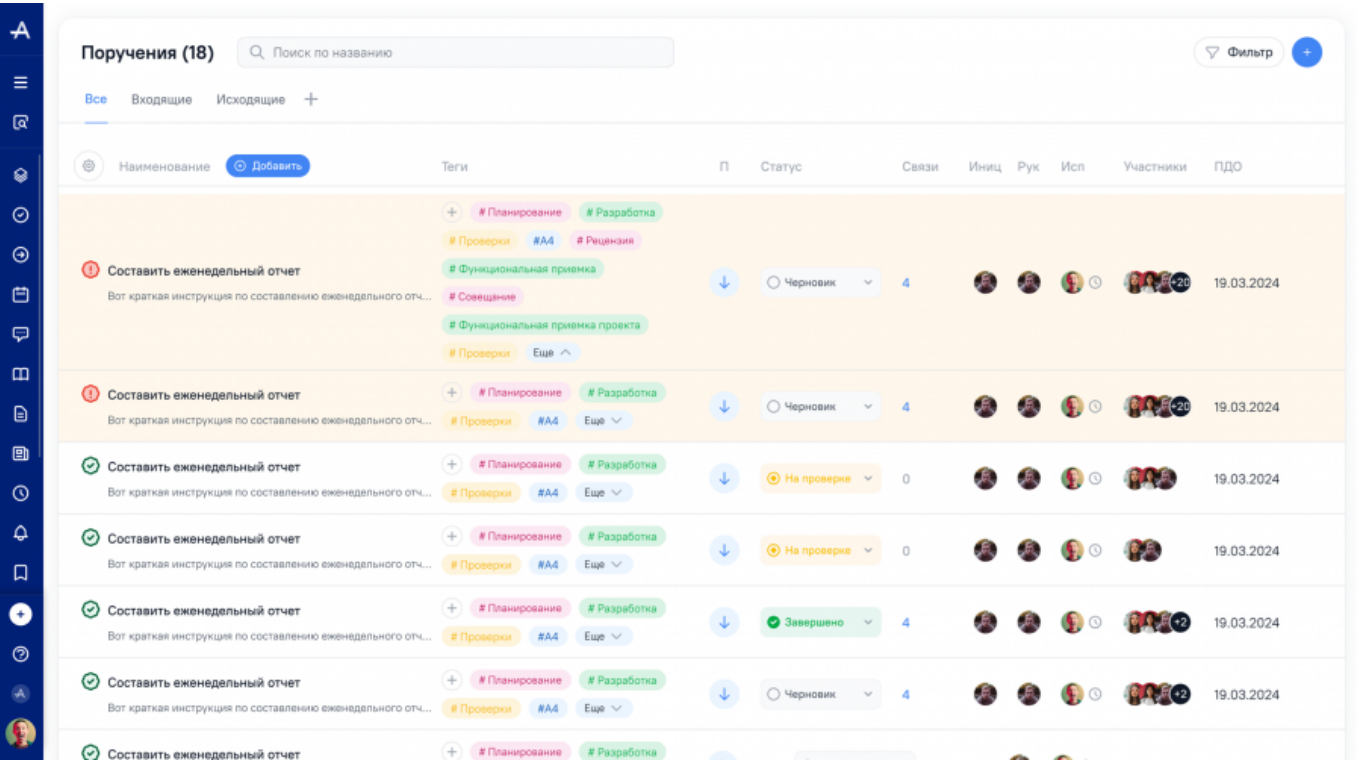 Поручения (18)
Поиск по названию
Фильтр
Все Входящие Исходящие
Наименование Добавить Теги П Статус Связи Иниц Рук Исп Участники ПДО
# Планирование # Разработка
# Проверки #А4 # Рецензия
# Функциональная приемка
# Совещание
# Функциональная приемка проекта
# Проверки Еще
Составить еженедельный отчет
Вот краткая инструкция по составлению еженедельного отч...
Черновик 4 +20 19.03.2024
Составить еженедельный отчет # Планирование # Разработка
Вот краткая инструкция по составлению еженедельного отч... # Проверки #А4 Еще
Черновик 4 +20 19.03.2024
Составить еженедельный отчет # Планирование # Разработка
Вот краткая инструкция по составлению еженедельного отч... # Проверки #А4 Еще
На проверке 0 19.03.2024
Составить еженедельный отчет # Планирование # Разработка
Вот краткая инструкция по составлению еженедельного отч... # Проверки #А4 Еще
На проверке 0 19.03.2024
Составить еженедельный отчет # Планирование # Разработка
Вот краткая инструкция по составлению еженедельного отч... # Проверки #А4 Еще
Завершено 4 +2 19.03.2024
Составить еженедельный отчет # Планирование # Разработка
Вот краткая инструкция по составлению еженедельного отч... # Проверки #А4 Еще
Черновик 4 +2 19.03.2024
Составить еженедельный отчет # Планирование # Разработка